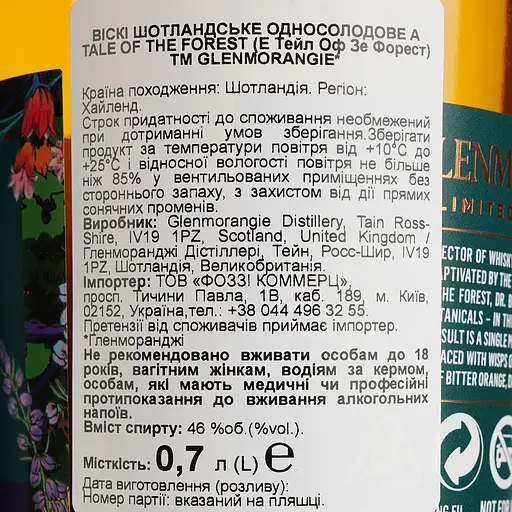 ВІСКІ ШОТЛАНДСЬКЕ ОДНОСОЛОДОВЕ A
TALE OF THE FOREST (Е Тейл Оф Зе Форест)
ТМ GLENMORANGIE*
Країна походження: Шотландія. Регіон:
Хайленд.
Строк придатності до споживання необмежений
при дотриманні умов зберігання.Зберігати
продукт за температури повітря від +10°С до
+25°С і відносної вологості повітря не більше
ніж 85% у вентильованих приміщеннях без
стороннього запаху, з захистом від дії прямих
сонячних променів.
Виробник: Glenmorangie Distillery, Tain Ross-
Shire, IV19 1PZ, Scotland, United Kingdom /
Гленморанджі Дістіллері, Тейн, Росс-Шир, IV19
1PZ, Шотландія, Великобританія.
Імпортер: ТОВ «ФОЗЗІ КОММЕРЦ»,
просп. Тичини Павла, 1В, каб. 189, м. Київ,
02152, Україна,тел.: +38 044 496 32 55.
Претензії від споживачів приймає імпортер.
*Гленморанджі
Не рекомендовано вживати особам до 18
років, вагітним жінкам, водіям за кермом,
особам, які мають медичні чи професійні
протипоказання до вживання алкогольних
напоїв.
Вміст спирту: 46 %об.(%vol.).
Місткість: 0,7 л (L) e
Дата виготовлення (розливу):
Номер партії: вказаний на пляшці.
LENM
LIMITED
ECTOR OF WHISKY
APTIVATED BY THE
THE FOREST, DR. B
TANICALS - IN TH
SULT IS A SINGLE M
ACED WITH WISPS O
F BITTER ORANGE, D
NOT FOR